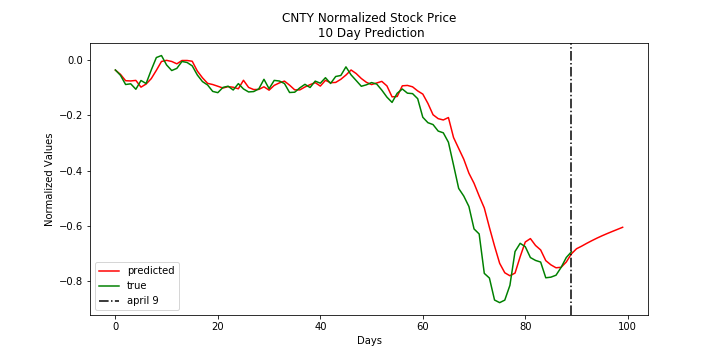 CNTY Normalized Stock Price
10 Day Prediction
Normalized Values
0.0
−0.2
−0.4
−0.6
−0.8
predicted
true
april 9
0 20 40 60 80 100
Days